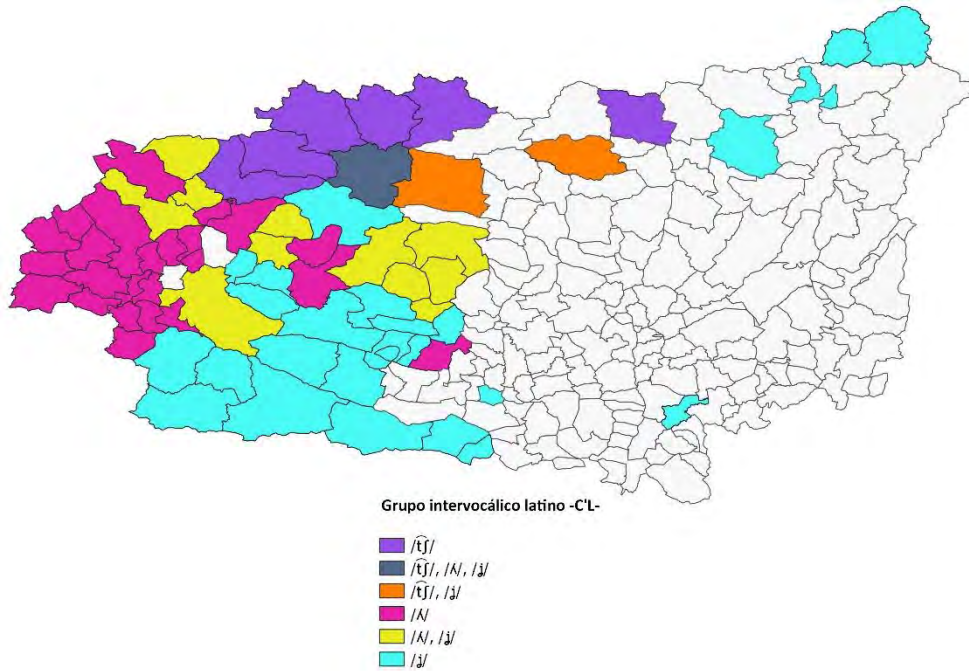 Grupo intervocálico latino -C'L-
/t͡ʃ/
/t͡ʃ/, /ʎ/, /ʝ/
/t͡ʃ/, /ʝ/
/ʎ/
/ʎ/, /ʝ/
/ʝ/